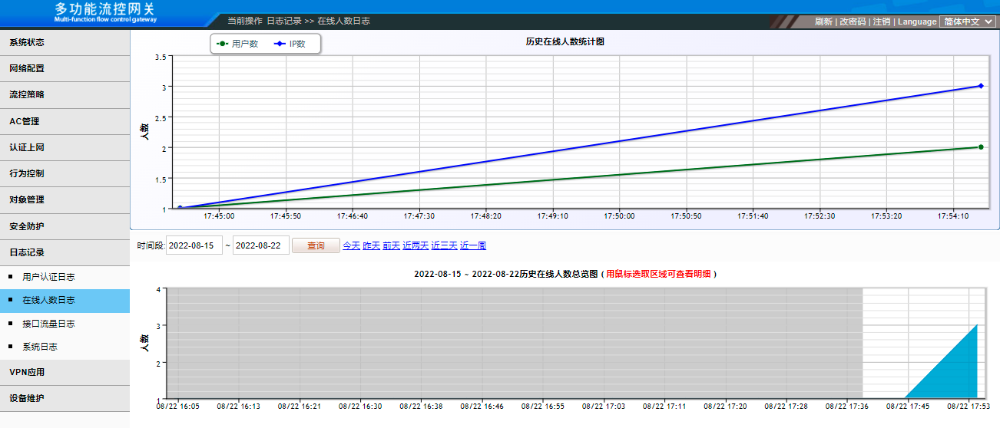 多功能流控网关
Multi-function flow control gateway
当前操作 日志记录 >> 在线人数日志
刷新 | 改密码 | 注销 | Language 简体中文
系统状态
网络配置
流控策略
AC管理
认证上网
行为控制
对象管理
安全防护
日志记录
用户认证日志
在线人数日志
接口流量日志
系统日志
VPN应用
设备维护
用户数 IP数
历史在线人数统计图
人数
3.5
3
2.5
2
1.5
1
17:45:00 17:45:50 17:46:40 17:47:30 17:48:20 17:49:10 17:50:00 17:50:50 17:51:40 17:52:30 17:53:20 17:54:10
时间段: 2022-08-15 ~ 2022-08-22 查询 今天 昨天 前天 近两天 近三天 近一周
2022-08-15 ~ 2022-08-22历史在线人数总览图 ( 用鼠标选取区域可查看明细 )
人数
4
3
2
1
08/22 16:05 08/22 16:13 08/22 16:21 08/22 16:30 08/22 16:38 08/22 16:46 08/22 16:55 08/22 17:03 08/22 17:11 08/22 17:20 08/22 17:28 08/22 17:36 08/22 17:45 08/22 17:53